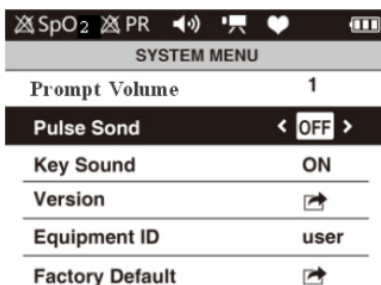 SpO2 PR
SYSTEM MENU
Prompt Volume 1
Pulse Sond < OFF >
Key Sound ON
Version
Equipment ID user
Factory Default